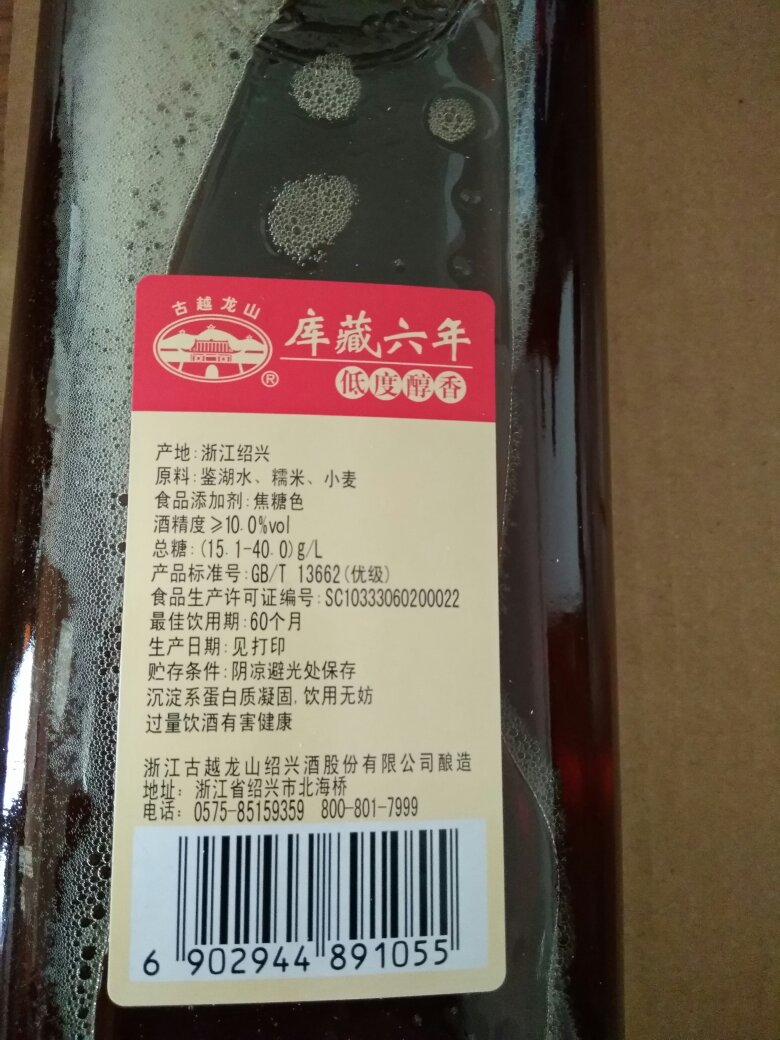 古越龙山
®
库藏六年
低度醇香
产地:浙江绍兴
原料:鉴湖水、糯米、小麦
食品添加剂:焦糖色
酒精度≥10.0%vol
总糖:(15.1-40.0)g/L
产品标准号:GB/T 13662(优级)
食品生产许可证编号:SC10333060200022
最佳饮用期:60个月
生产日期:见打印
贮存条件:阴凉避光处保存
沉淀系蛋白质凝固,饮用无妨
过量饮酒有害健康
浙江古越龙山绍兴酒股份有限公司酿造
地址：浙江省绍兴市北海桥
电话：0575-85159359 800-801-7999
6 902944 891055